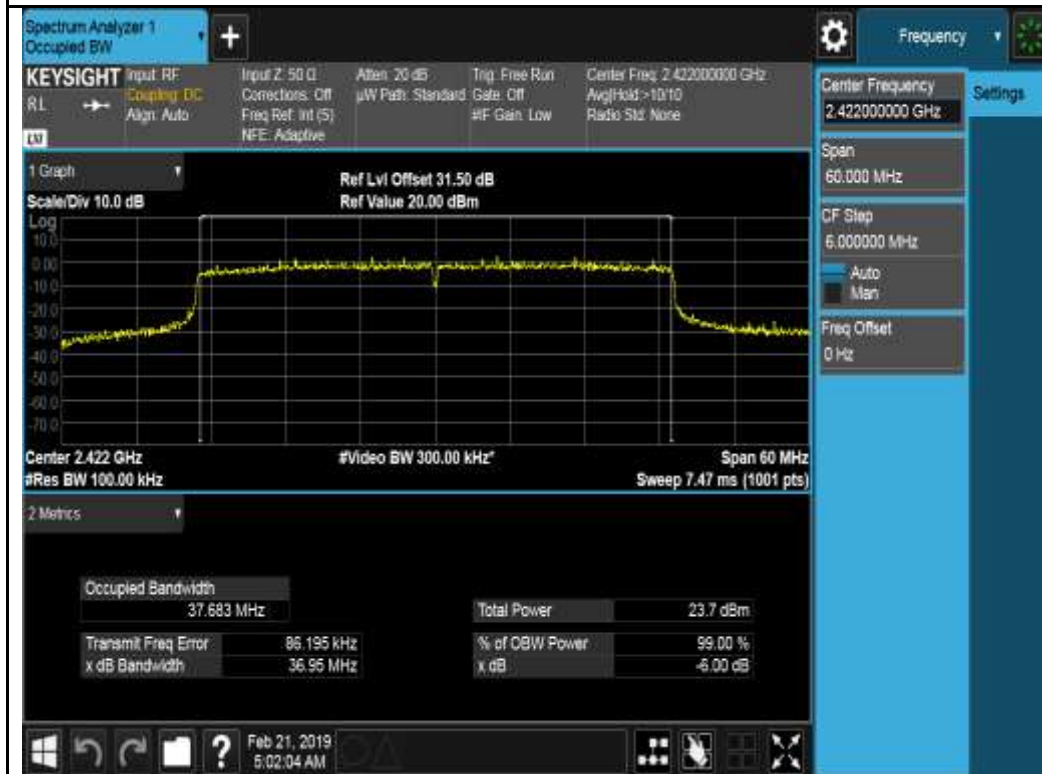 Spectrum Analyzer 1
Occupied BW
+
Frequency
KEYSIGHT Input: RF
RL
Coupling: DC
Align: Auto
LXI
Input Z: 50 Ω
Corrections: Off
Freq Ref: Int (S)
NFE: Adaptive
Atten: 20 dB
µW Path: Standard
Trig: Free Run
Gate: Off
#IF Gain: Low
Center Freq: 2.422000000 GHz
Avg|Hold:>10/10
Radio Std: None
Center Frequency
2.422000000 GHz
Settings
Span
60.000 MHz
CF Step
6.000000 MHz
Auto
Man
Freq Offset
0 Hz
1 Graph
Scale/Div 10.0 dB
Ref Lvl Offset 31.50 dB
Ref Value 20.00 dBm
Log
10.0
0.00
-10.0
-20.0
-30.0
-40.0
-50.0
-60.0
-70.0
Center 2.422 GHz
#Video BW 300.00 kHz*
Span 60 MHz
#Res BW 100.00 kHz
Sweep 7.47 ms (1001 pts)
2 Metrics
Occupied Bandwidth
37.683 MHz
Total Power 23.7 dBm
Transmit Freq Error 86.195 kHz
% of OBW Power 99.00 %
x dB Bandwidth 36.95 MHz
x dB -6.00 dB
?
Feb 21, 2019
5:02:04 AM